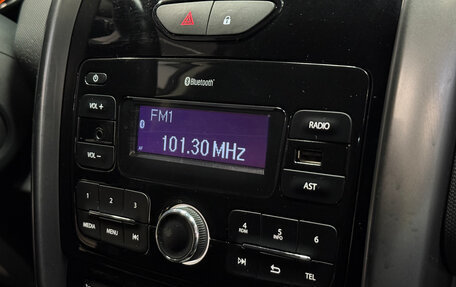 Bluetooth
VOL +
FM1
101.30 MHz
RADIO
VOL –
AST
1 2 3
MEDIA MENU
4 RDM
5 INFO
6
TEL